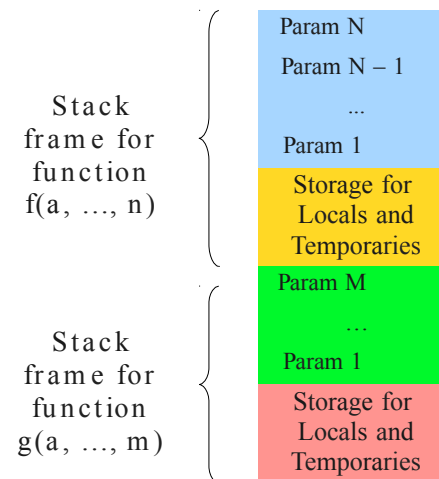 Stack
frame for
function
f(a, ..., n)
Param N
Param N – 1
...
Param 1
Storage for
Locals and
Temporaries
Stack
frame for
function
g(a, ..., m)
Param M
...
Param 1
Storage for
Locals and
Temporaries